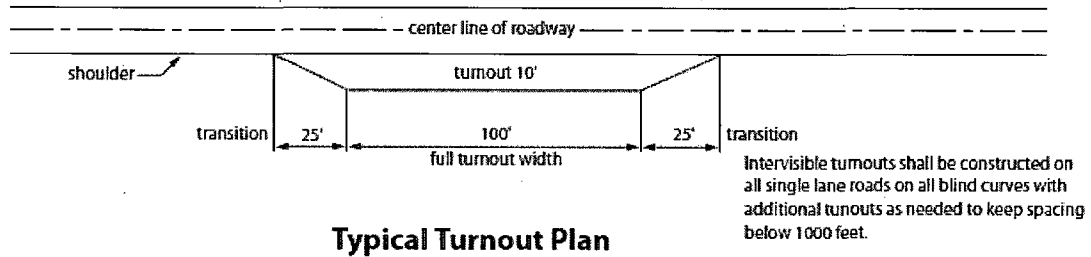 center line of roadway
shoulder
turnout 10'
transition
25'
100'
25'
transition
full turnout width
Intervisible turnouts shall be constructed on
all single lane roads on all blind curves with
additional tunouts as needed to keep spacing
below 1000 feet.
Typical Turnout Plan